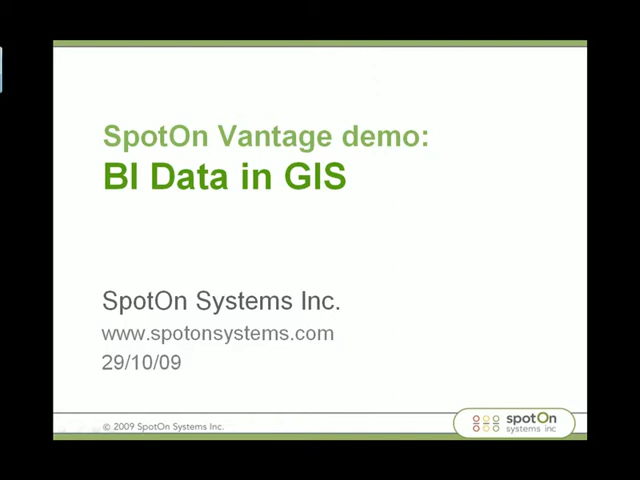 SpotOn Vantage demo:
BI Data in GIS
SpotOn Systems Inc.
www.spotonsystems.com
29/10/09
© 2009 SpotOn Systems Inc.
spotOn
systems inc